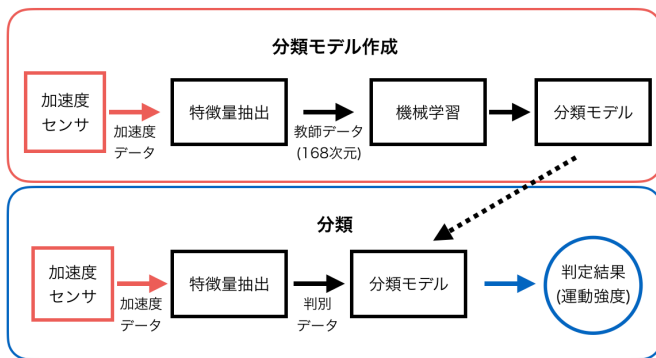 分類モデル作成
加速度
センサ
加速度
データ
特徴量抽出
教師データ
(168次元)
機械学習
分類モデル
分類
加速度
センサ
加速度
データ
特徴量抽出
判別
データ
分類モデル
判定結果
(運動強度)